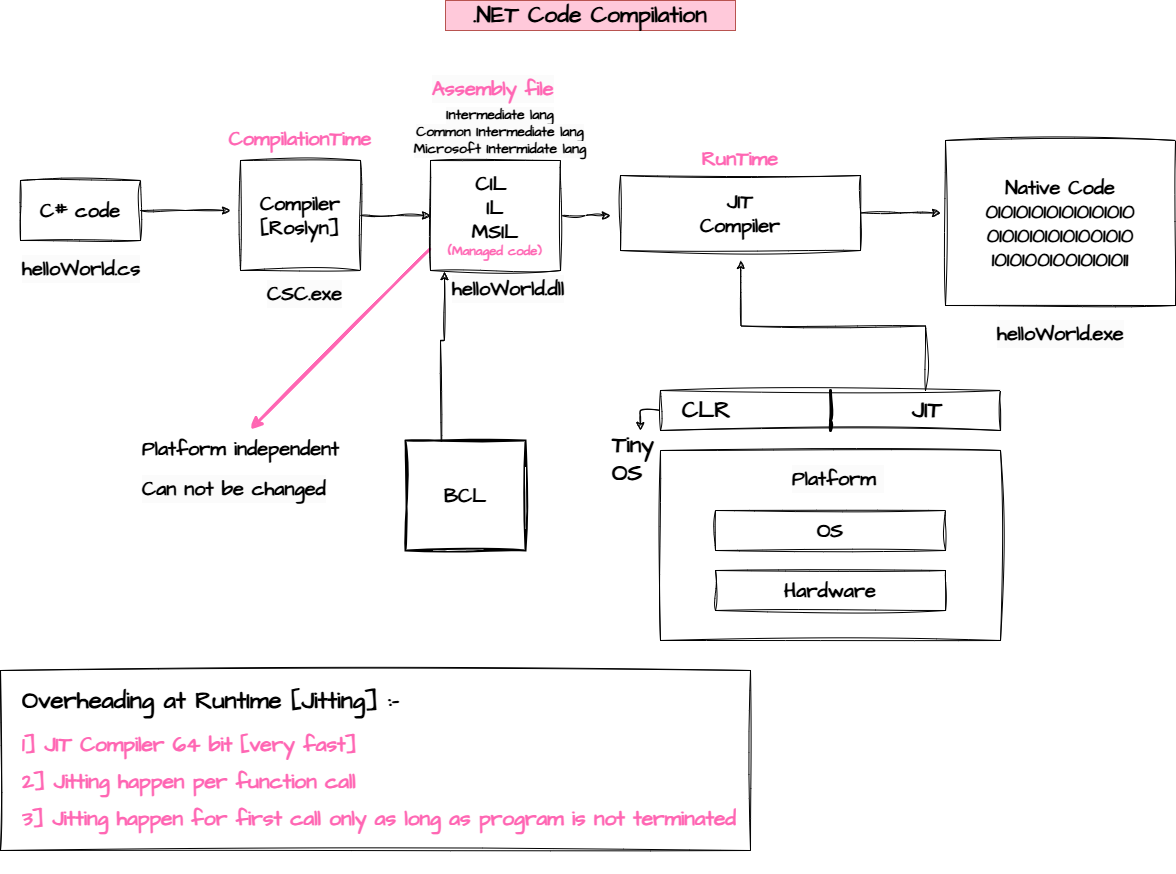 .NET Code Compilation
Assembly file
Intermediate lang
Common Intermediate lang
Microsoft Intermidate lang
CompilationTime
RunTime
C# code
helloWorld.cs
Compiler
[Roslyn]
CSC.exe
CIL
IL
MSIL
(Managed code)
helloWorld.dll
JIT
Compiler
Native Code
01010101010101010
010101010101001010
101010010010101011
helloWorld.exe
CLR
JIT
Tiny
OS
Platform
OS
Hardware
Platform independent
Can not be changed
BCL
Overheading at RuntIme [Jitting] :-
1] JIT Compiler 64 bit [very fast]
2] Jitting happen per function call
3] Jitting happen for first call only as long as program is not terminated